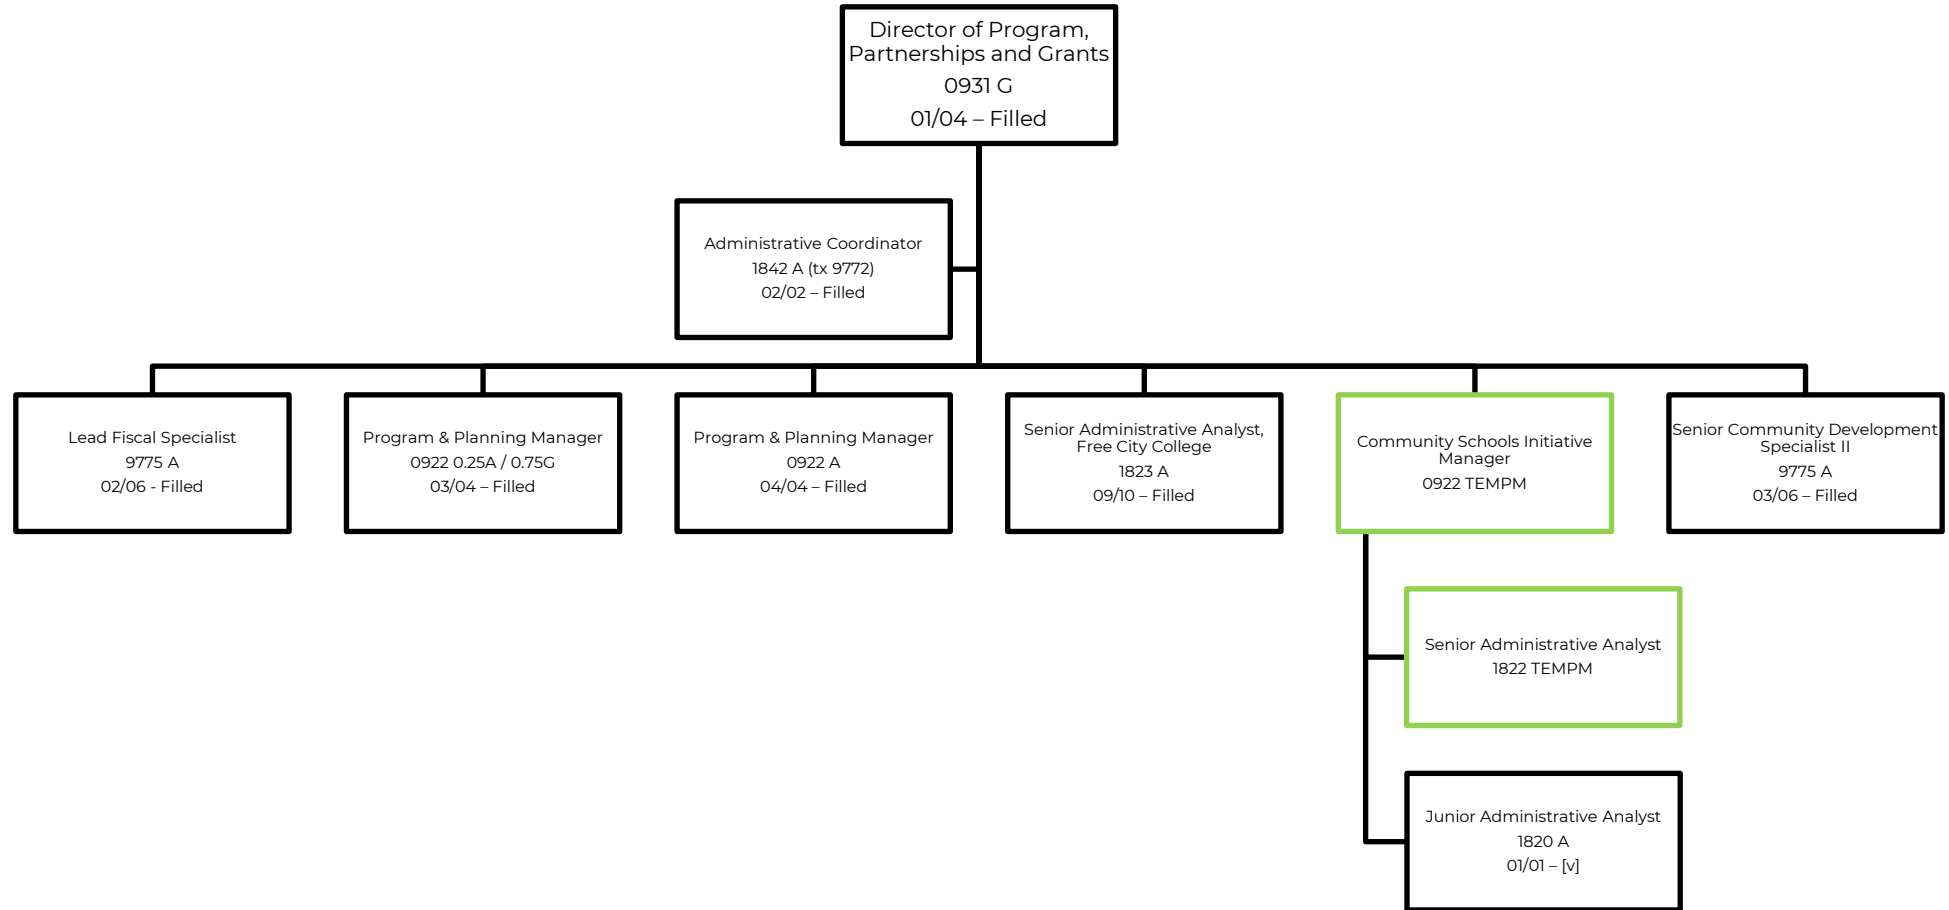 Director of Program,
Partnerships and Grants
0931 G
01/04 – Filled
Administrative Coordinator
1842 A (tx 9772)
02/02 – Filled
Lead Fiscal Specialist
9775 A
02/06 - Filled
Program & Planning Manager
0922 0.25A / 0.75G
03/04 – Filled
Program & Planning Manager
0922 A
04/04 – Filled
Senior Administrative Analyst,
Free City College
1823 A
09/10 – Filled
Community Schools Initiative
Manager
0922 TEMPM
Senior Community Development
Specialist II
9775 A
03/06 – Filled
Senior Administrative Analyst
1822 TEMPM
Junior Administrative Analyst
1820 A
01/01 – [v]